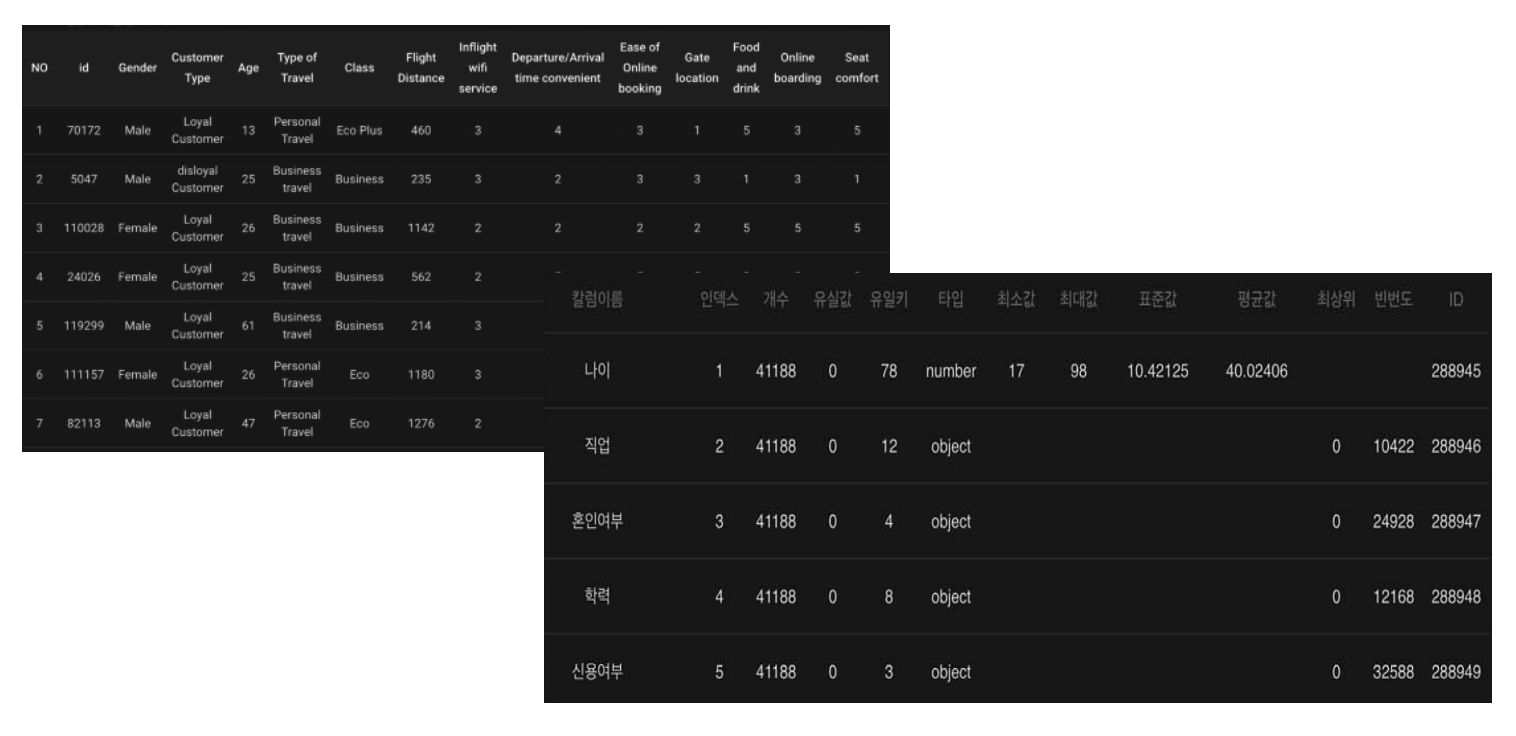 NO id Gender Customer Type Age Type of Travel Class Flight Distance Inflight wifi service Departure/Arrival time convenient Ease of Online booking Gate location Food and drink Online boarding Seat comfort
1 70172 Male Loyal Customer 13 Personal Travel Eco Plus 460 3 4 3 1 5 3 5
2 5047 Male disloyal Customer 25 Business travel Business 235 3 2 3 3 1 3 1
3 110028 Female Loyal Customer 26 Business travel Business 1142 2 2 2 2 5 5 5
4 24026 Female Loyal Customer 25 Business travel Business 562 2
5 119299 Male Loyal Customer 61 Business travel Business 214 3
6 111157 Female Loyal Customer 26 Personal Travel Eco 1180 3
7 82113 Male Loyal Customer 47 Personal Travel Eco 1276 2
칼럼이름 인덱스 개수 유실값 유일키 타입 최소값 최대값 표준값 평균값 최상위 빈번도 ID
나이 1 41188 0 78 number 17 98 10.42125 40.02406 288945
직업 2 41188 0 12 object 0 10422 288946
혼인여부 3 41188 0 4 object 0 24928 288947
학력 4 41188 0 8 object 0 12168 288948
신용여부 5 41188 0 3 object 0 32588 288949